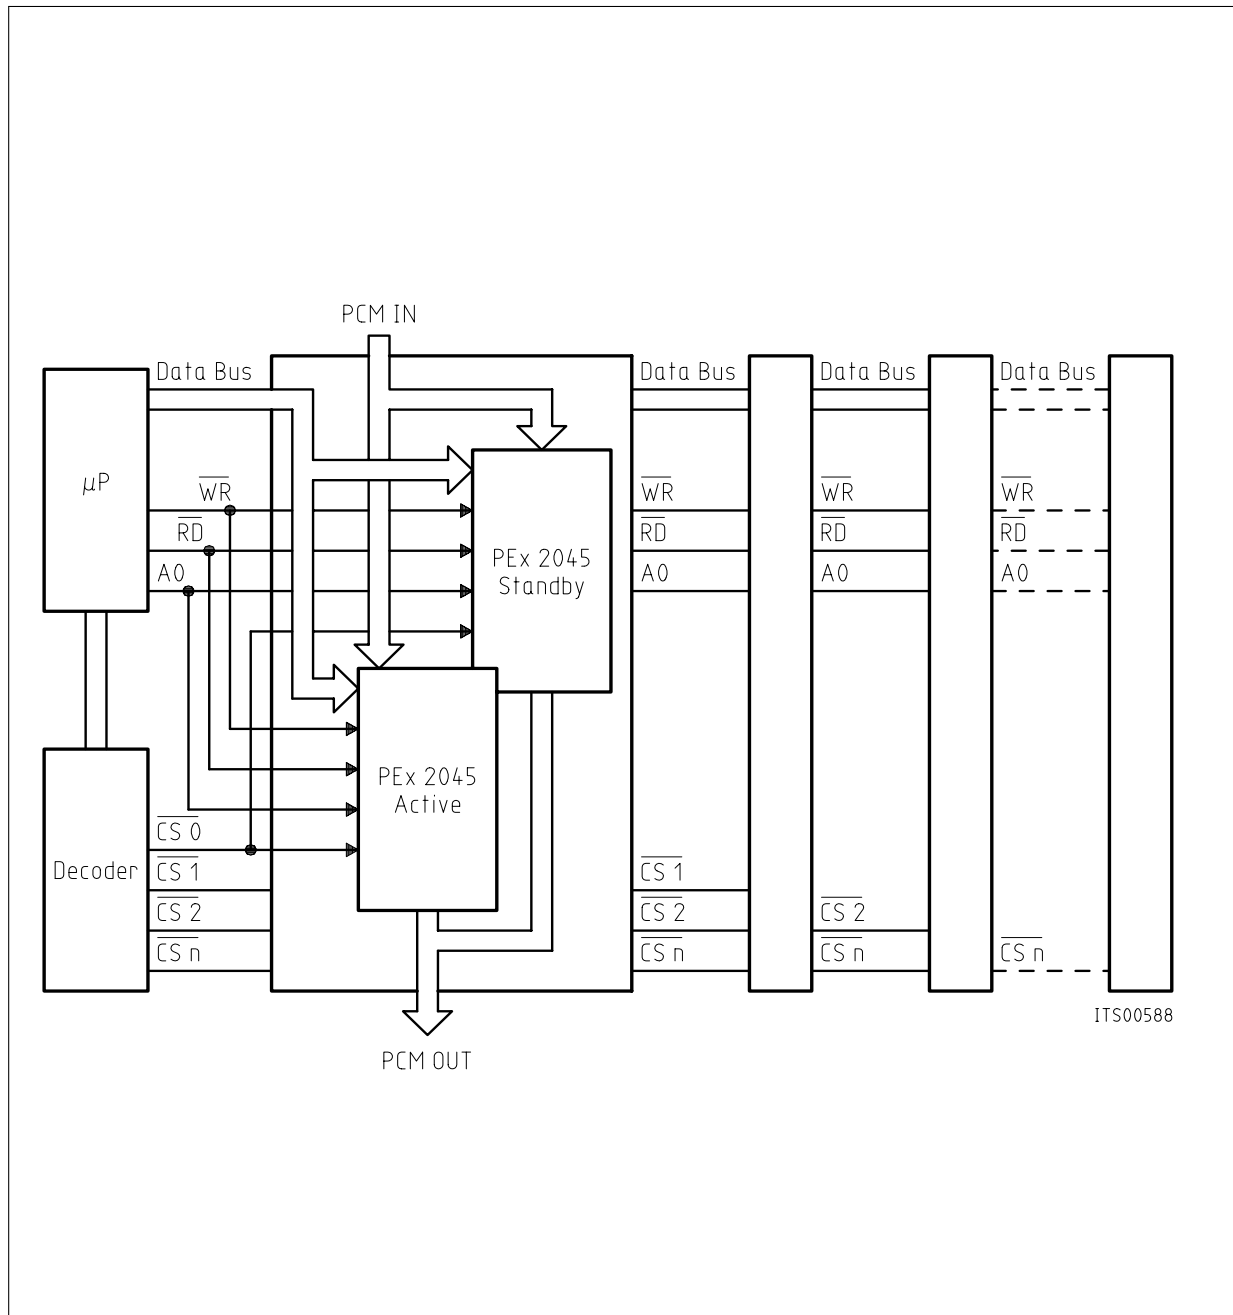 PCM IN
Data Bus
Data Bus
Data Bus
Data Bus
µP
WR
WR
WR
WR
RD
RD
RD
RD
A0
A0
A0
A0
PEx 2045
Standby
PEx 2045
Active
Decoder
CS 0
CS 1
CS 1
CS 2
CS 2
CS 2
CS n
CS n
CS n
CS n
ITS00588
PCM OUT